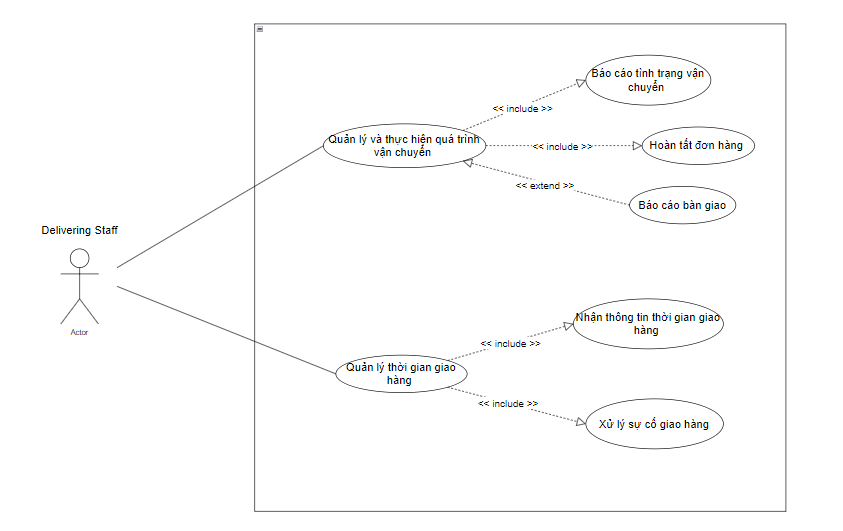 Báo cáo tình trạng vận
chuyển
<< include >>
Quản lý và thực hiện quá trình
vận chuyển
<< include >>
Hoàn tất đơn hàng
<< extend >>
Báo cáo bàn giao
Delivering Staff
Actor
Nhận thông tin thời gian giao
hàng
<< include >>
Quản lý thời gian giao
hàng
<< include >>
Xử lý sự cố giao hàng